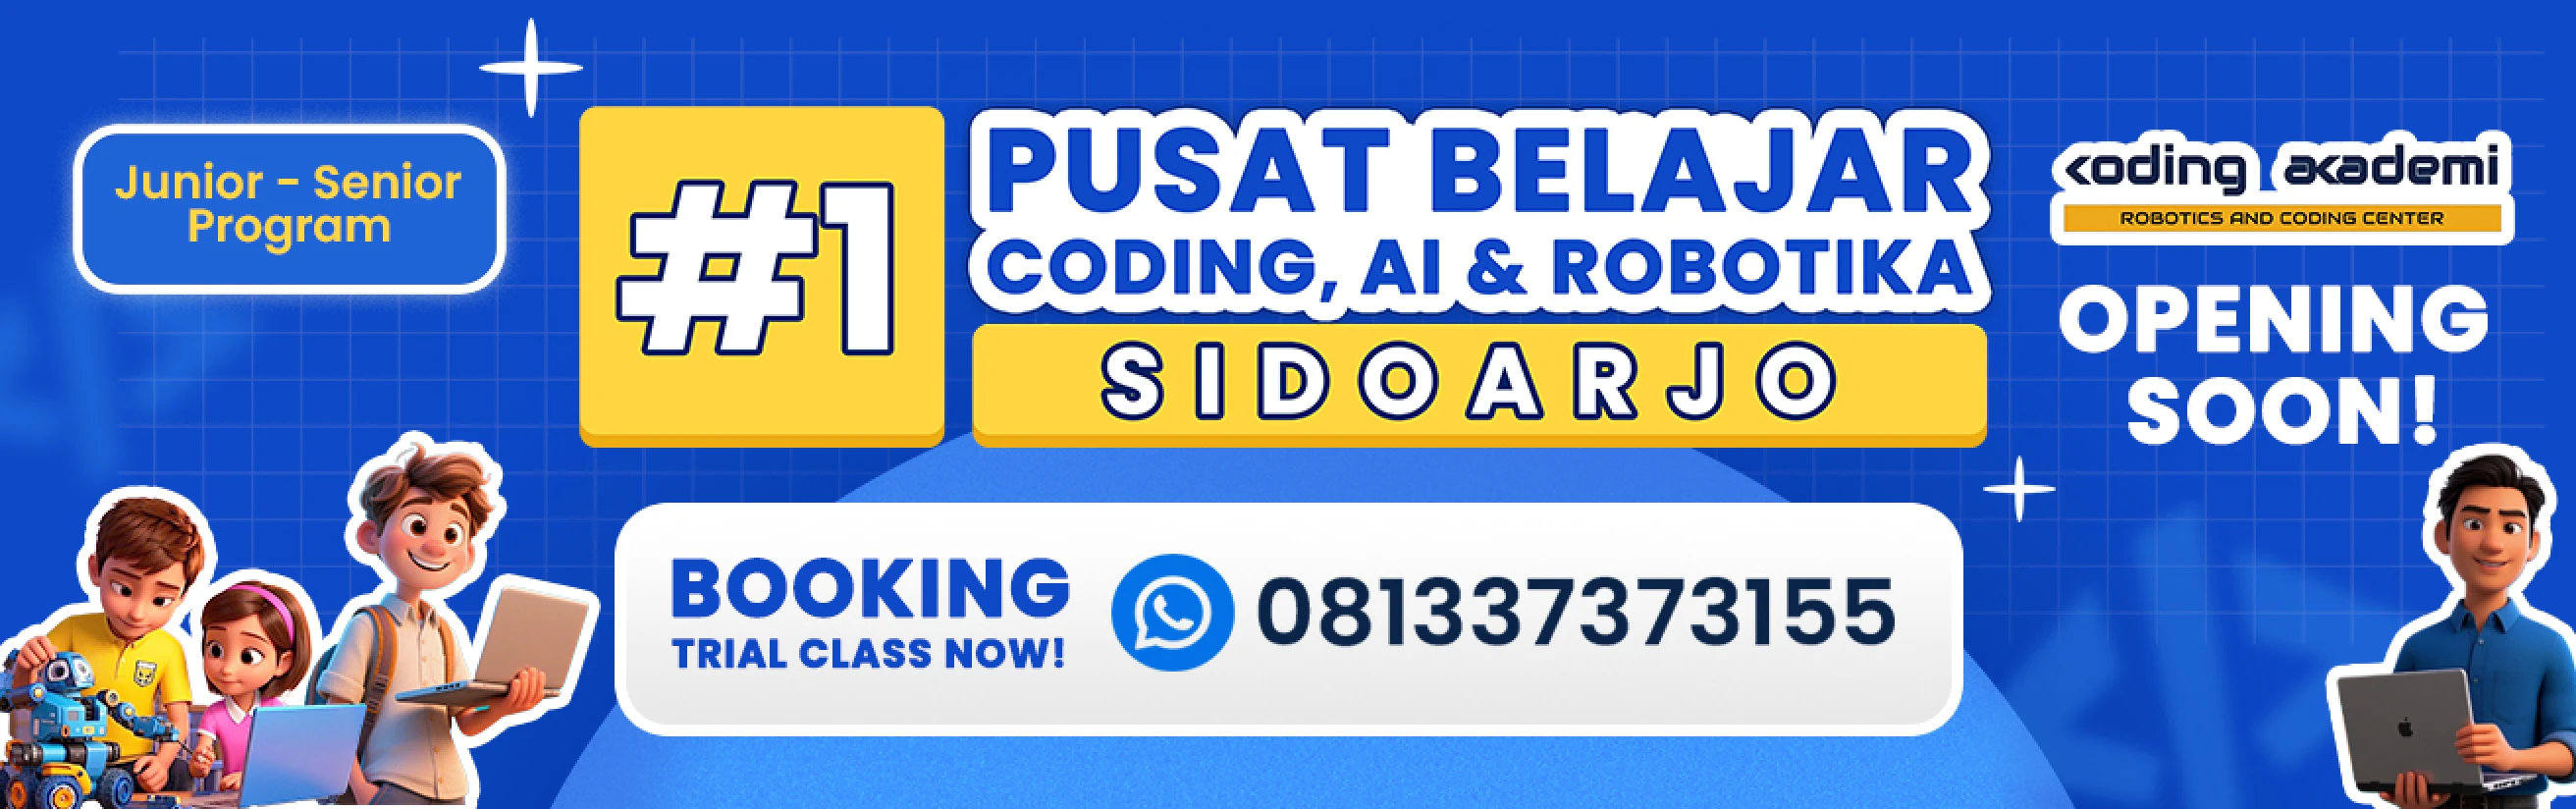 Junior - Senior
Program
#1
PUSAT BELAJAR
CODING, AI & ROBOTIKA
SIDOARJO
coding akademi
ROBOTICS AND CODING CENTER
OPENING
SOON!
BOOKING
TRIAL CLASS NOW!
081337373155